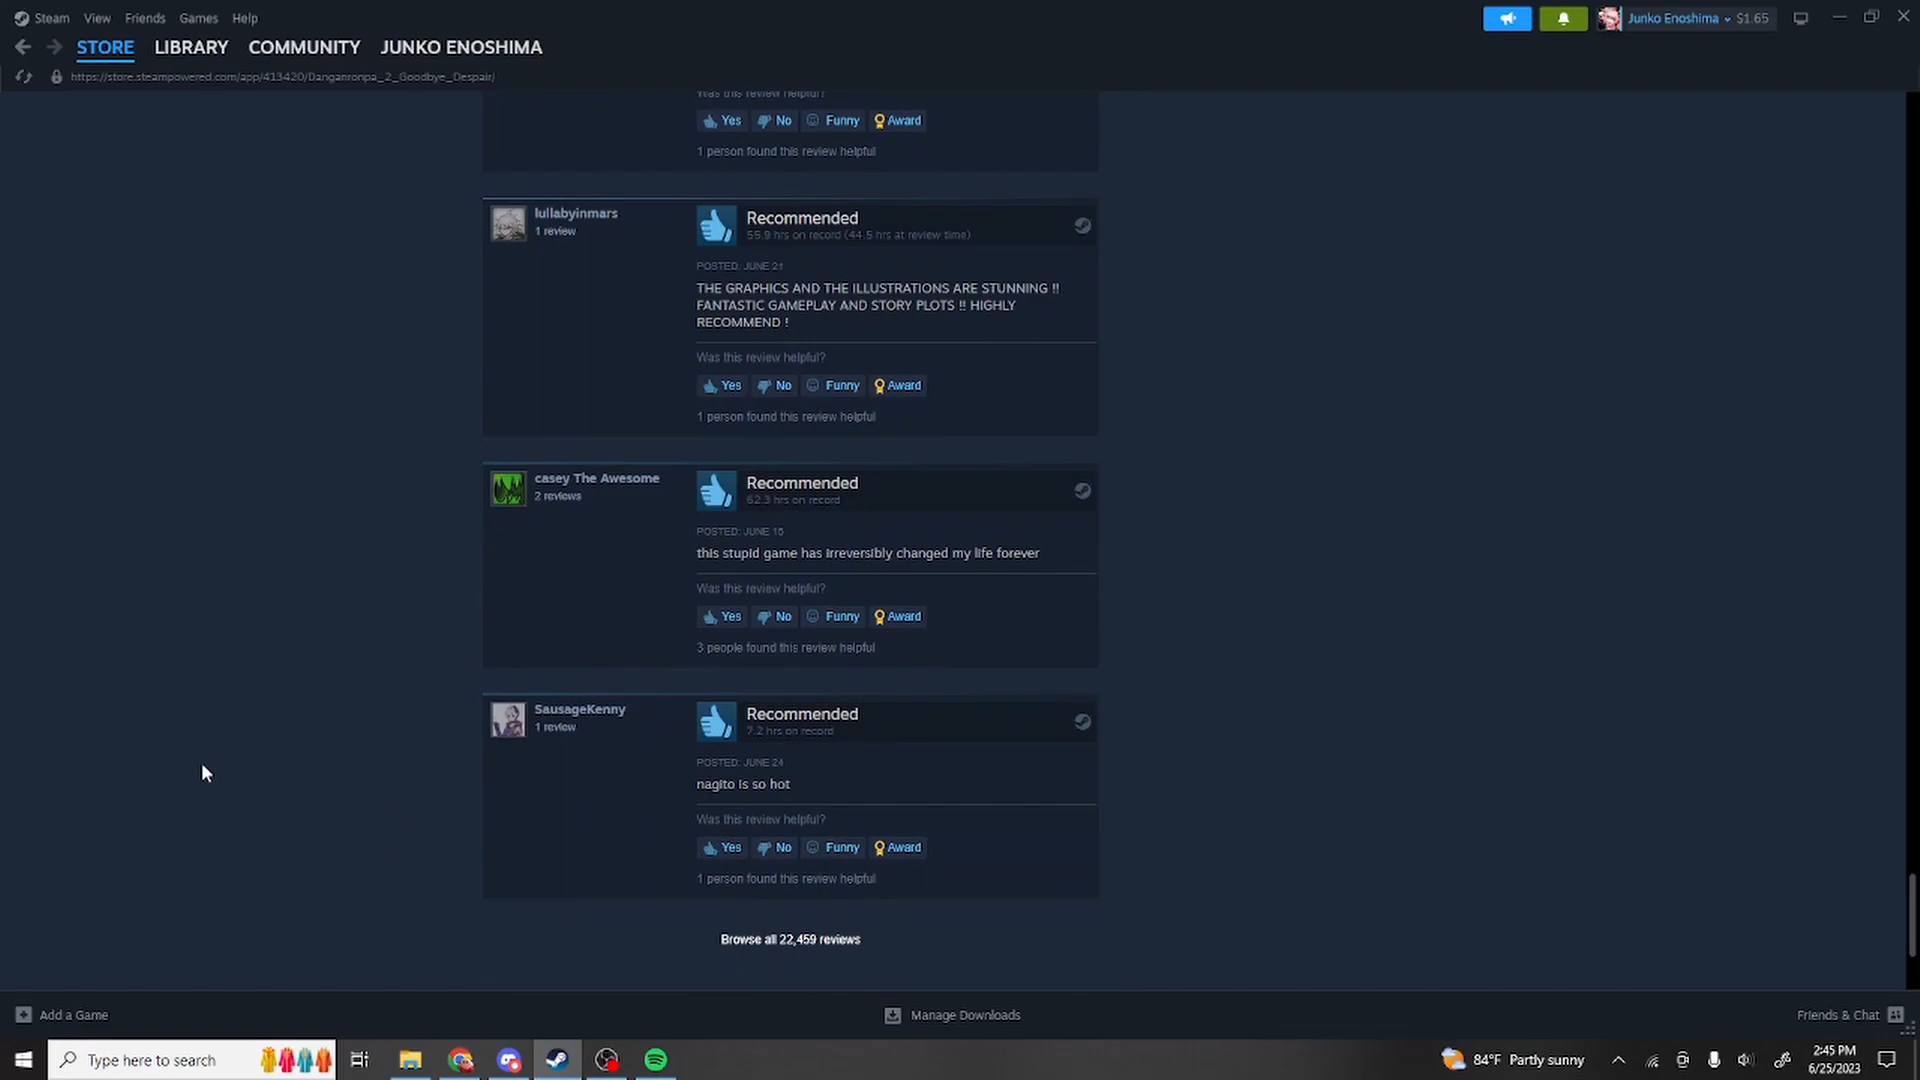 Steam View Friends Games Help
Junko Enoshima $1.65
STORE LIBRARY COMMUNITY JUNKO ENOSHIMA
https://store.steampowered.com/app/413420/Danganronpa_2_Goodbye_Despair/
Was this review helpful?
Yes No Funny Award
1 person found this review helpful
lullabyinmars
1 review
Recommended
55.9 hrs on record (44.5 hrs at review time)
POSTED: JUNE 21
THE GRAPHICS AND THE ILLUSTRATIONS ARE STUNNING !!
FANTASTIC GAMEPLAY AND STORY PLOTS !! HIGHLY
RECOMMEND !
Was this review helpful?
Yes No Funny Award
1 person found this review helpful
casey The Awesome
2 reviews
Recommended
62.3 hrs on record
POSTED: JUNE 16
this stupid game has irreversibly changed my life forever
Was this review helpful?
Yes No Funny Award
3 people found this review helpful
SausageKenny
1 review
Recommended
7.2 hrs on record
POSTED: JUNE 24
nagito is so hot
Was this review helpful?
Yes No Funny Award
1 person found this review helpful
Browse all 22,459 reviews
Add a Game Manage Downloads Friends & Chat
Type here to search 84°F Partly sunny 2:45 PM
6/25/2023